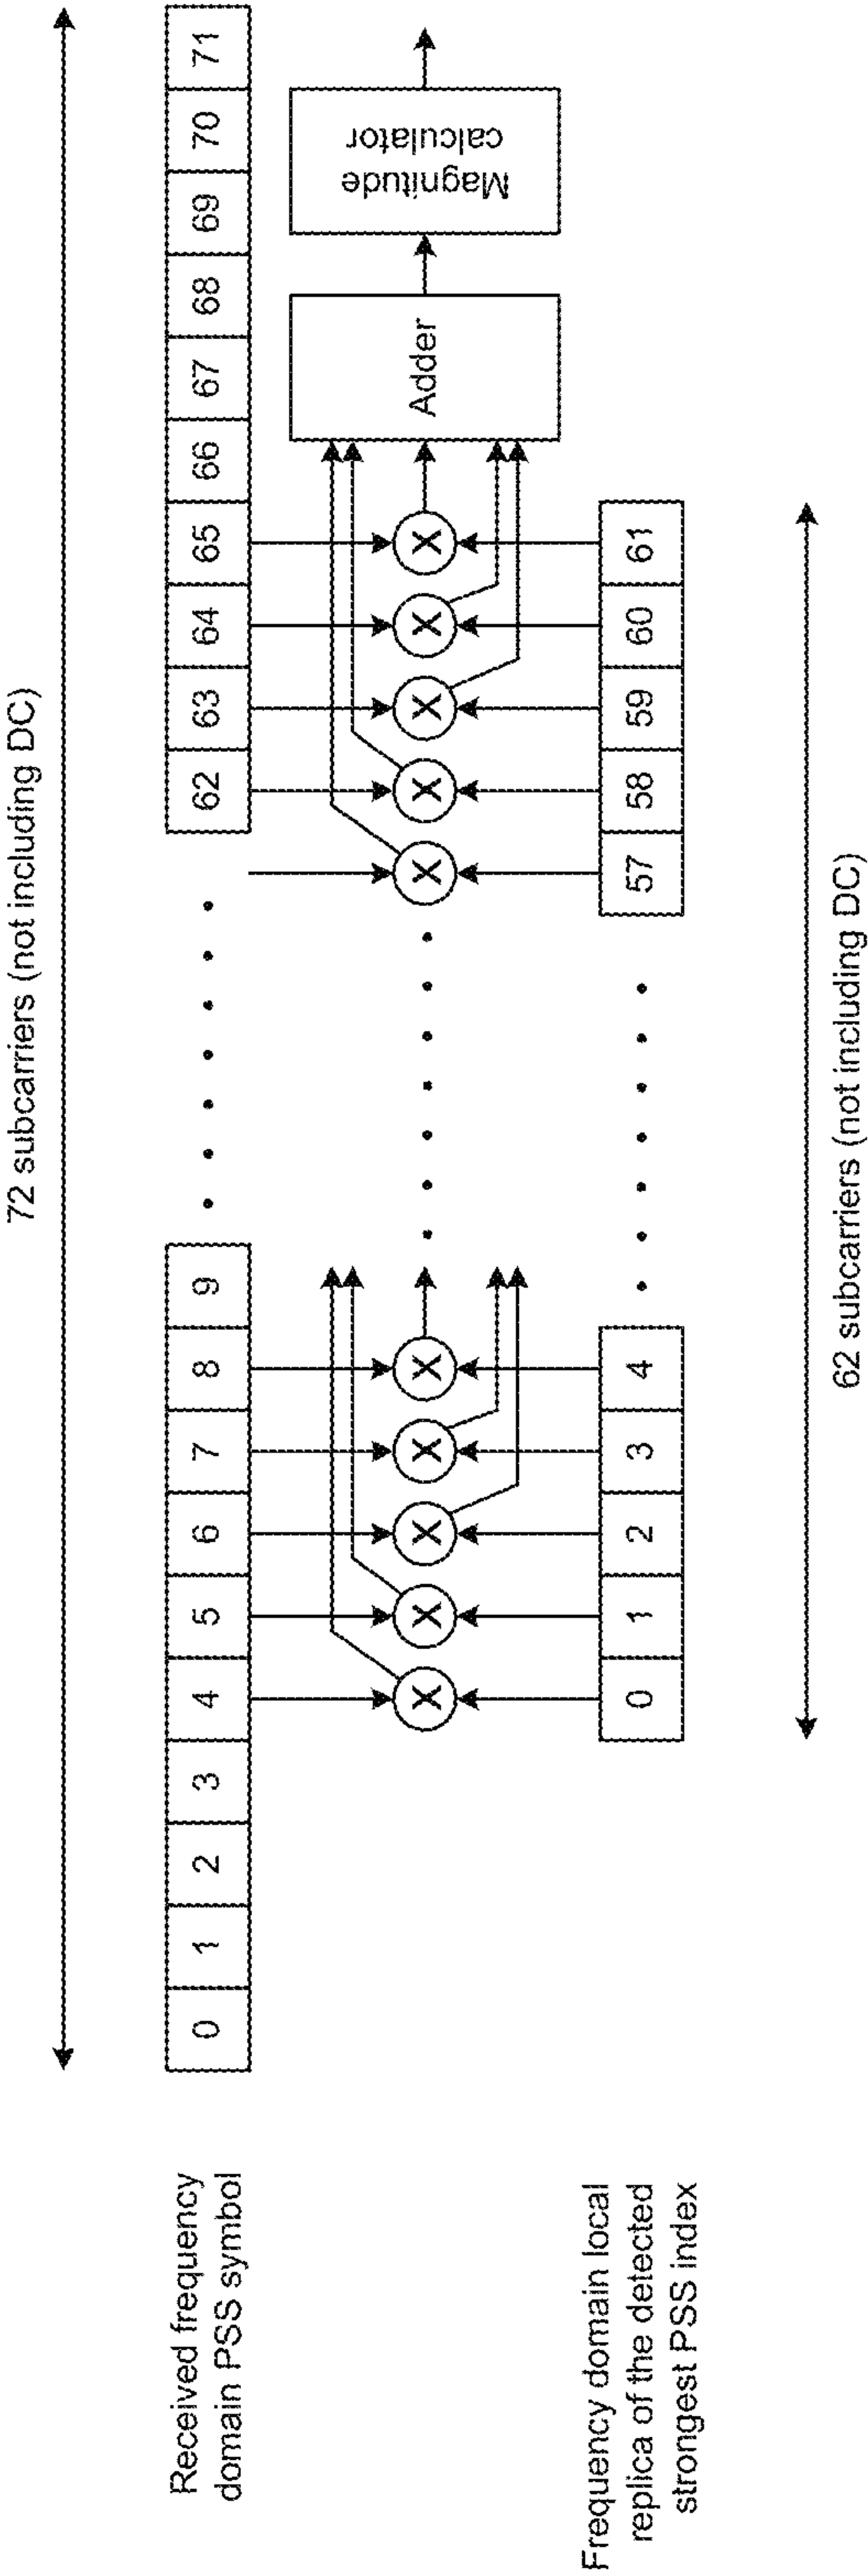 72 subcarriers (not including DC)
Received frequency
domain PSS symbol
0 1 2 3 4 5 6 7 8 9 62 63 64 65 66 67 68 69 70 71
X X X X X X X X X X
Adder
Magnitude
calculator
Frequency domain local
replica of the detected
strongest PSS index
0 1 2 3 4 57 58 59 60 61
62 subcarriers (not including DC)